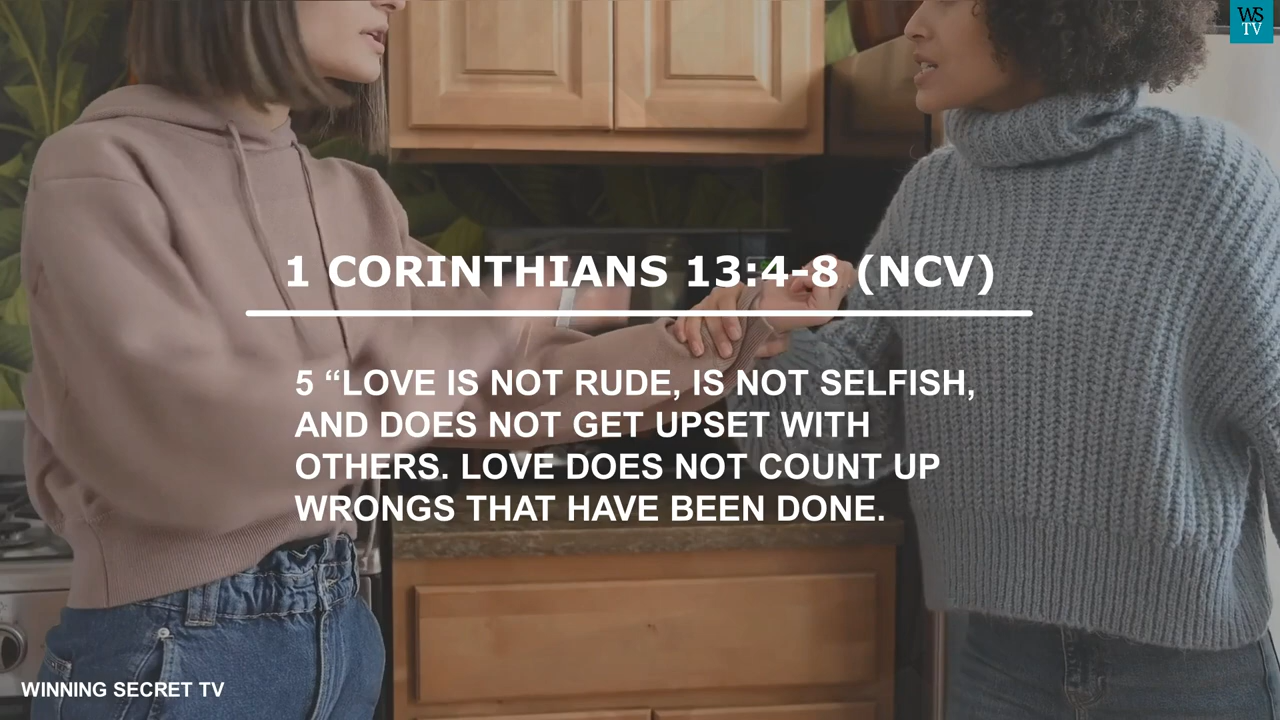 WS
TV
1 CORINTHIANS 13:4-8 (NCV)
5 “LOVE IS NOT RUDE, IS NOT SELFISH,
AND DOES NOT GET UPSET WITH
OTHERS. LOVE DOES NOT COUNT UP
WRONGS THAT HAVE BEEN DONE.
WINNING SECRET TV